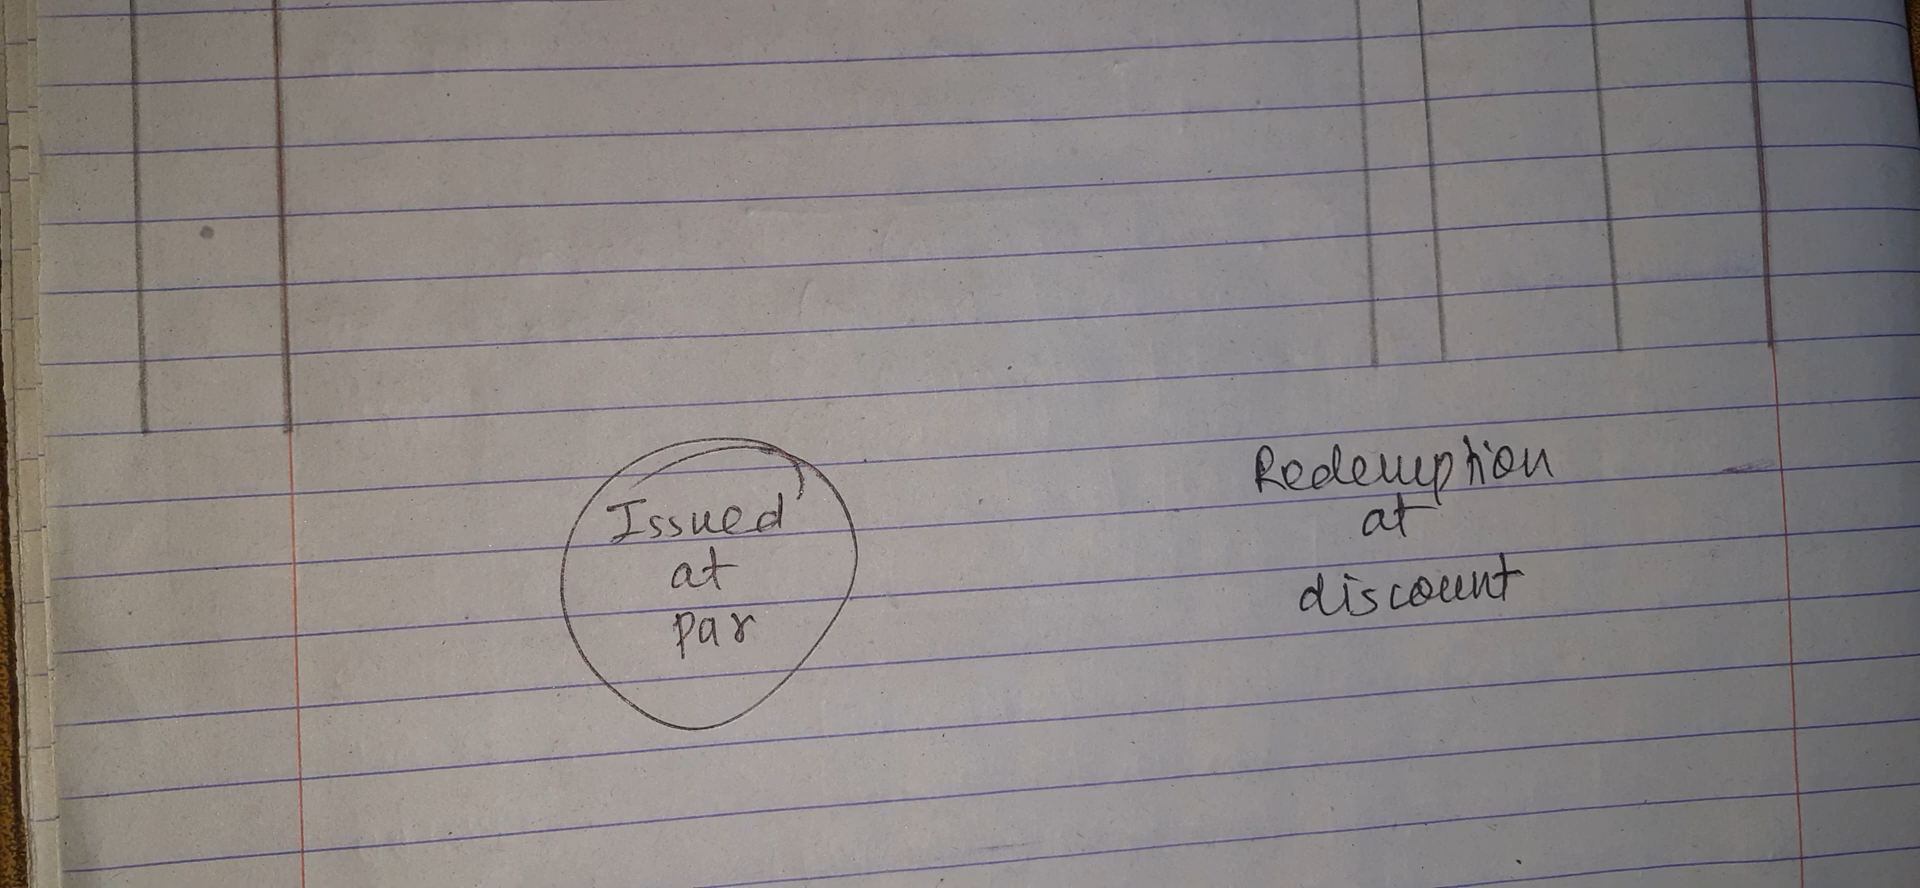 Issued
at
par
Redemption
at
discount